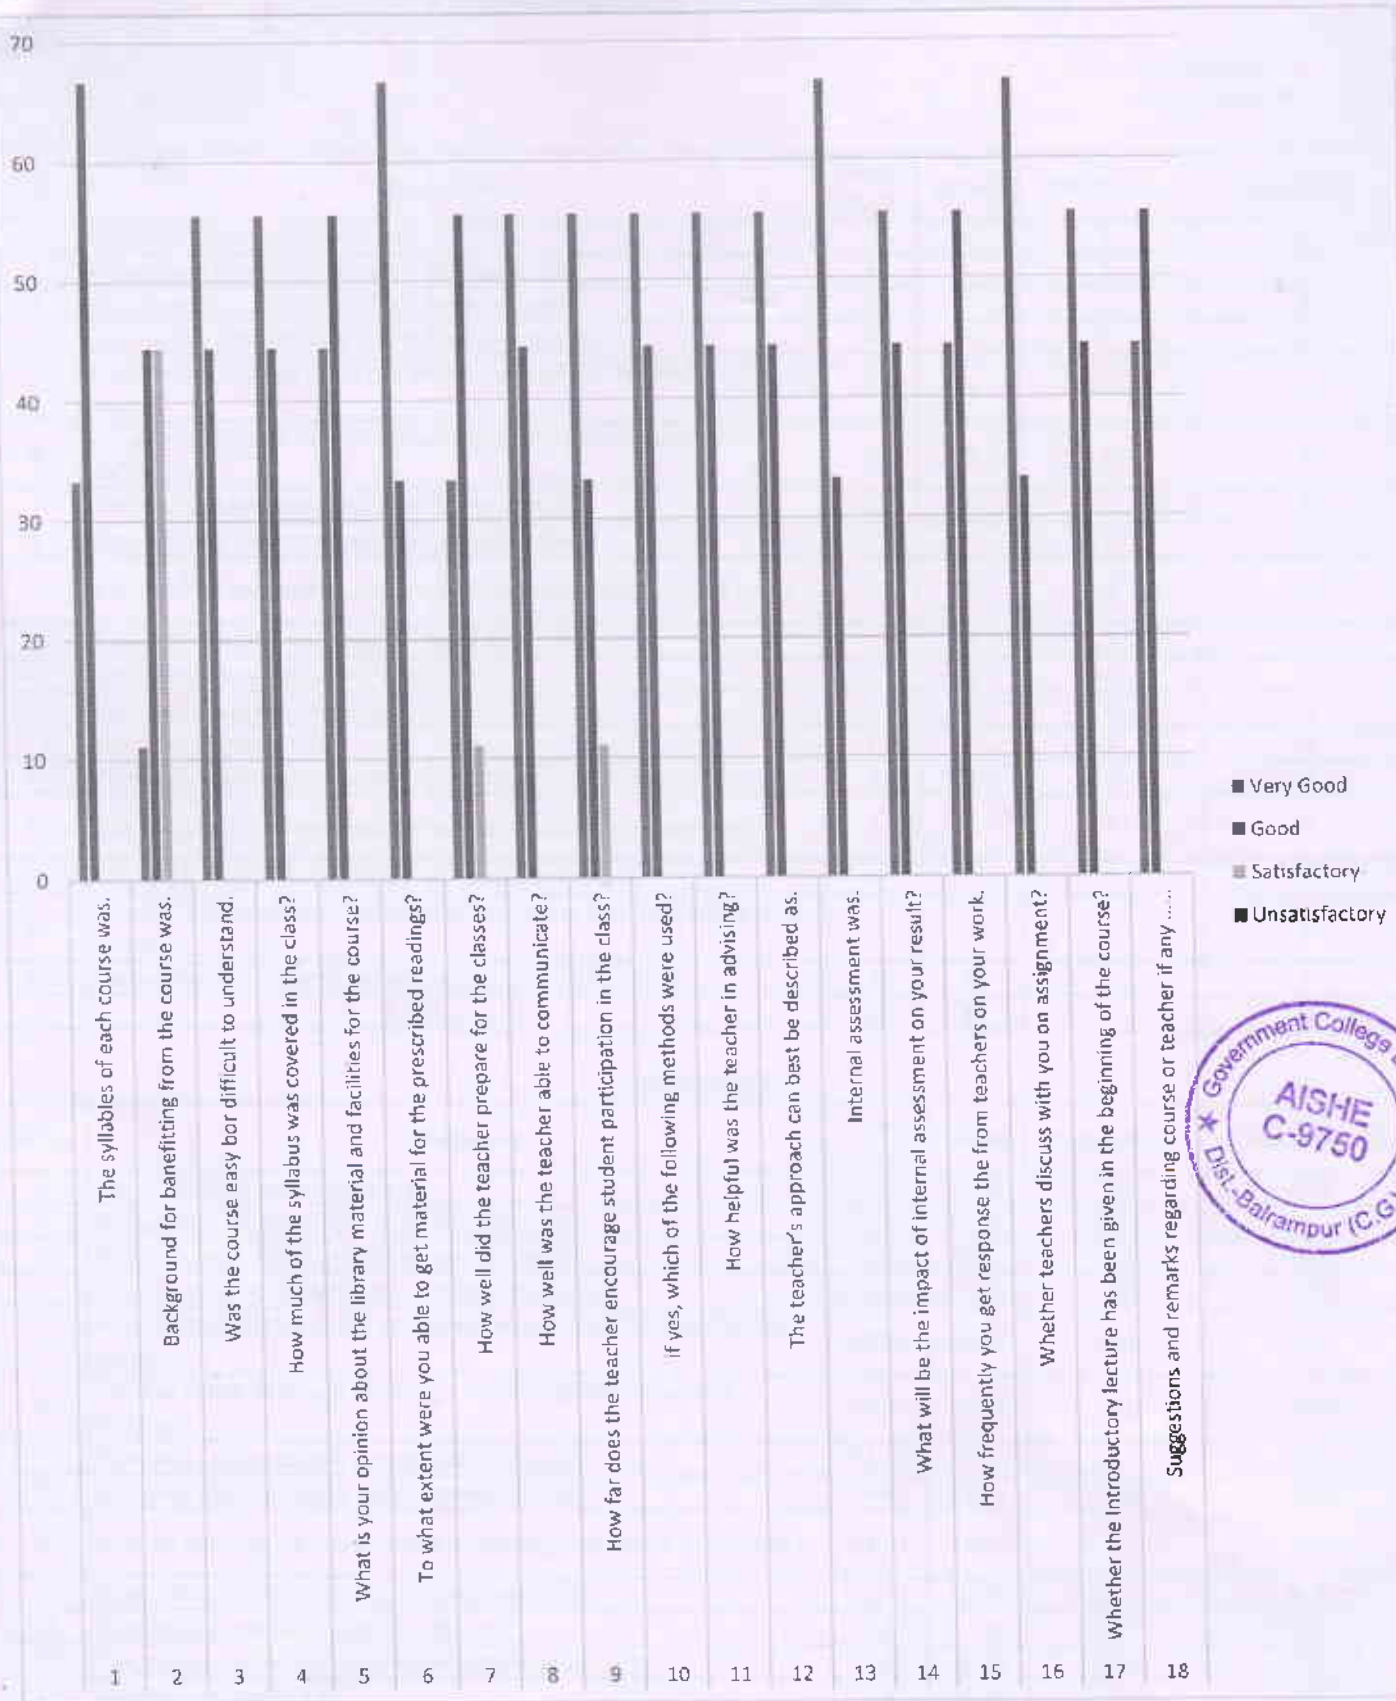 70
60
50
40
30
20
10
0
Very Good
Good
Satisfactory
Unsatisfactory
The syllables of each course was.
Background for banefitting from the course was.
Was the course easy bor difficult to understand.
How much of the syllabus was covered in the class?
What is your opinion about the library material and facilities for the course?
To what extent were you able to get material for the prescribed readings?
How well did the teacher prepare for the classes?
How well was the teacher able to communicate?
How far does the teacher encourage student participation in the class?
If yes, which of the following methods were used?
How helpful was the teacher in advising?
The teacher's approach can best be described as.
Internal assessment was.
What will be the impact of internal assessment on your result?
How frequently you get response the from teachers on your work.
Whether teachers discuss with you on assignment?
Whether the Introductory lecture has been given in the beginning of the course?
Suggestions and remarks regarding course or teacher if any .....
1 2 3 4 5 6 7 8 9 10 11 12 13 14 15 16 17 18
Government College
AISHE
C-9750
Dist.-Balrampur (C.G